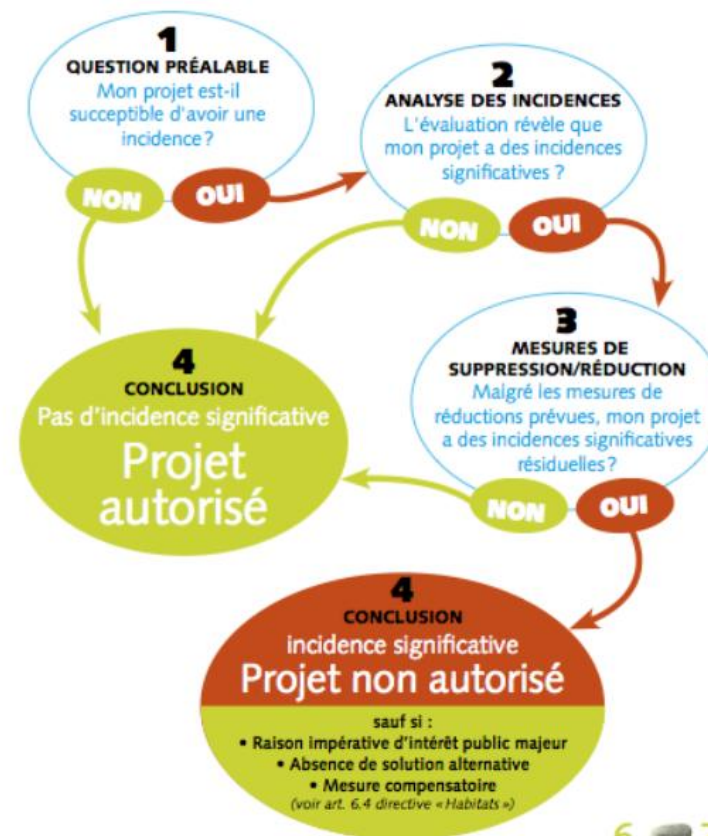 1
QUESTION PRÉALABLE
Mon projet est-il
succeptible d'avoir une
incidence ?
NON OUI
2
ANALYSE DES INCIDENCES
L'évaluation révèle que
mon projet a des incidences
significatives ?
NON OUI
3
MESURES DE
SUPPRESSION/RÉDUCTION
Malgré les mesures de
réductions prévues, mon projet
a des incidences significatives
résiduelles ?
NON OUI
4
CONCLUSION
Pas d'incidence significative
Projet
autorisé
4
CONCLUSION
incidence significative
Projet non autorisé
sauf si :
• Raison impérative d'intérêt public majeur
• Absence de solution alternative
• Mesure compensatoire
(voir art. 6.4 directive « Habitats »)